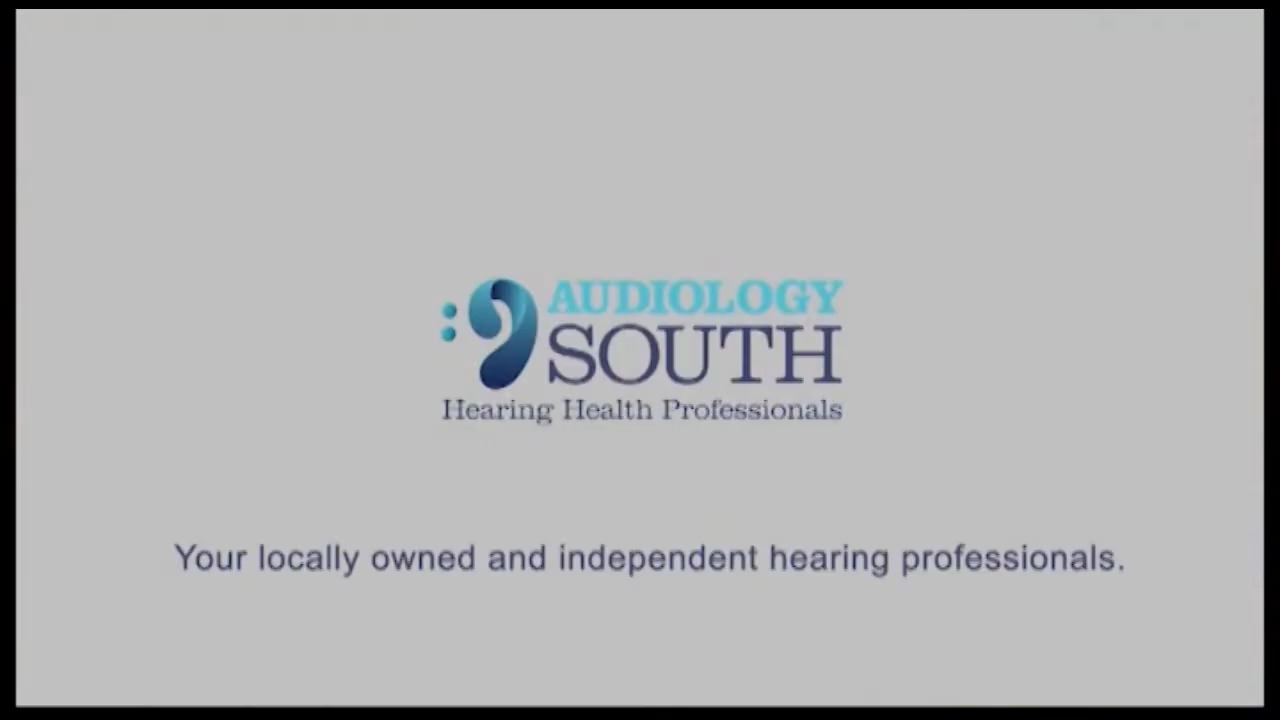 AUDIOLOGY
SOUTH
Hearing Health Professionals
Your locally owned and independent hearing professionals.